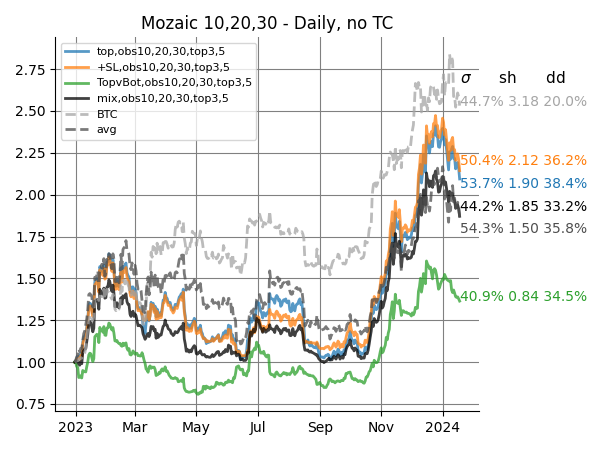 Mozaic 10,20,30 - Daily, no TC
top,obs10,20,30,top3,5
+SL,obs10,20,30,top3,5
TopvBot,obs10,20,30,top3,5
mix,obs10,20,30,top3,5
BTC
avg
σ sh dd
44.7% 3.18 20.0%
50.4% 2.12 36.2%
53.7% 1.90 38.4%
44.2% 1.85 33.2%
54.3% 1.50 35.8%
40.9% 0.84 34.5%
2.75
2.50
2.25
2.00
1.75
1.50
1.25
1.00
0.75
2023 Mar May Jul Sep Nov 2024